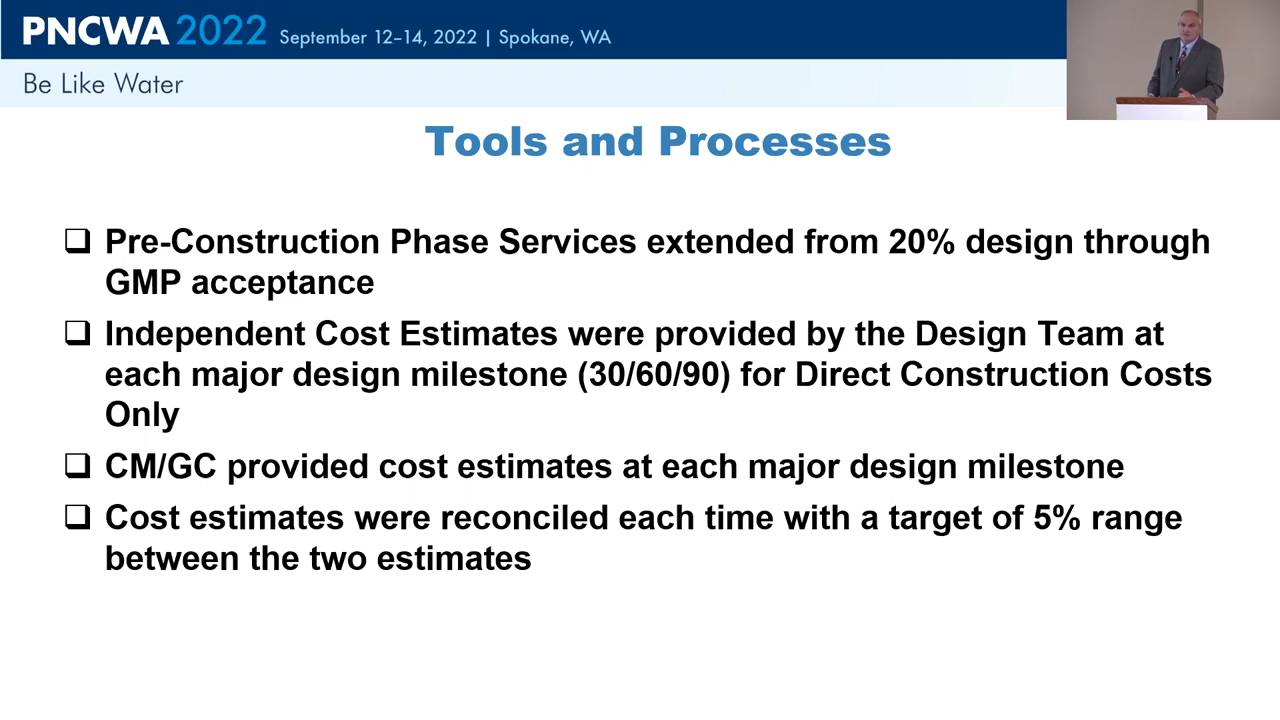 PNCWA 2022 September 12–14, 2022 | Spokane, WA
Be Like Water
Tools and Processes
❑ Pre-Construction Phase Services extended from 20% design through
GMP acceptance
❑ Independent Cost Estimates were provided by the Design Team at
each major design milestone (30/60/90) for Direct Construction Costs
Only
❑ CM/GC provided cost estimates at each major design milestone
❑ Cost estimates were reconciled each time with a target of 5% range
between the two estimates